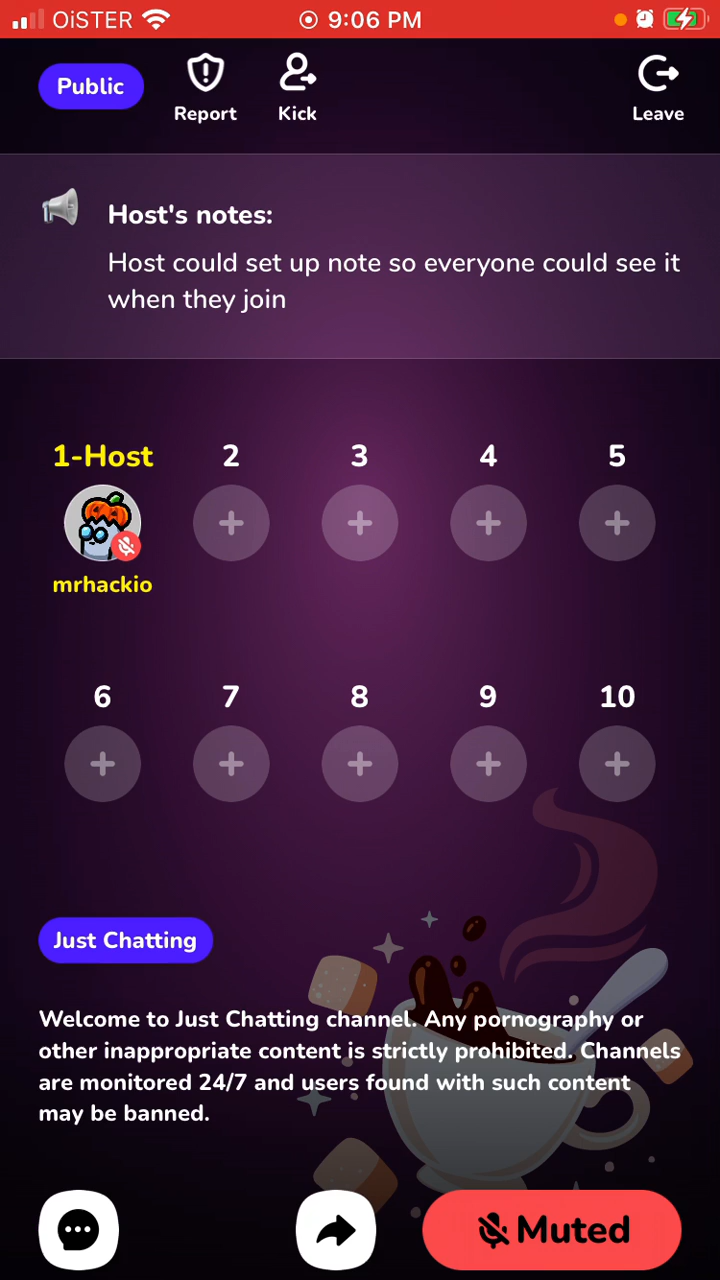 OiSTER 9:06 PM
Public
Report
Kick
Leave
Host's notes:
Host could set up note so everyone could see it
when they join
1-Host
2
3
4
5
mrhackio
6
7
8
9
10
Just Chatting
Welcome to Just Chatting channel. Any pornography or
other inappropriate content is strictly prohibited. Channels
are monitored 24/7 and users found with such content
may be banned.
Muted